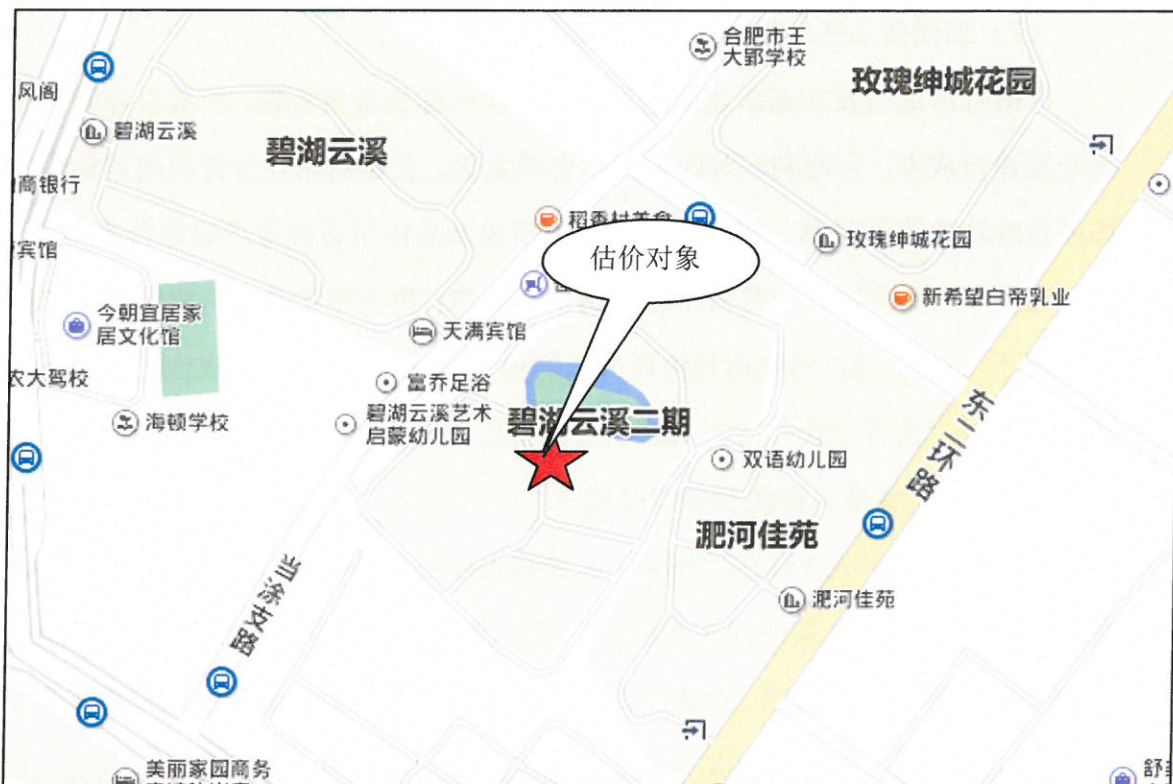 合肥市王
大郢学校
玫瑰绅城花园
风阁
碧湖云溪
碧湖云溪
商银行
宾馆
稻香村美食
玫瑰绅城花园
估价对象
新希望白帝乳业
今朝宜居家
居文化馆
天满宾馆
农大驾校
富乔足浴
海顿学校
碧湖云溪艺术
启蒙幼儿园
碧湖云溪二期
东二环路
双语幼儿园
淝河佳苑
当涂支路
淝河佳苑
美丽家园商务
舒